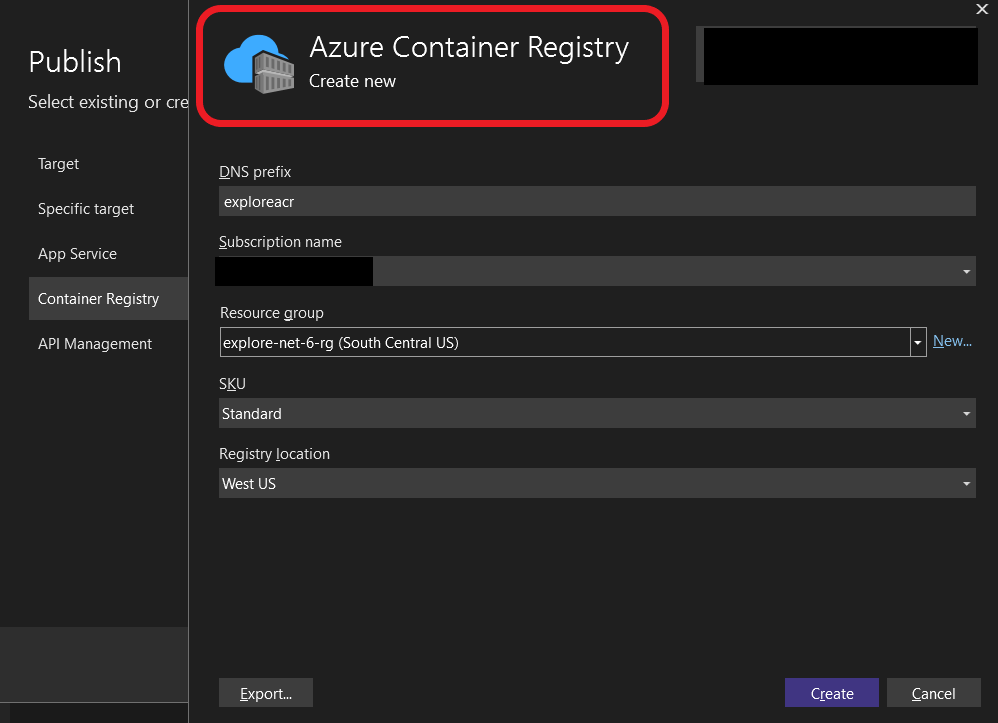 Publish
Select existing or cre
Target
Specific target
App Service
Container Registry
API Management
Azure Container Registry
Create new
DNS prefix
exploreacr
Subscription name
Resource group
explore-net-6-rg (South Central US)
New...
SKU
Standard
Registry location
West US
Export...
Create
Cancel